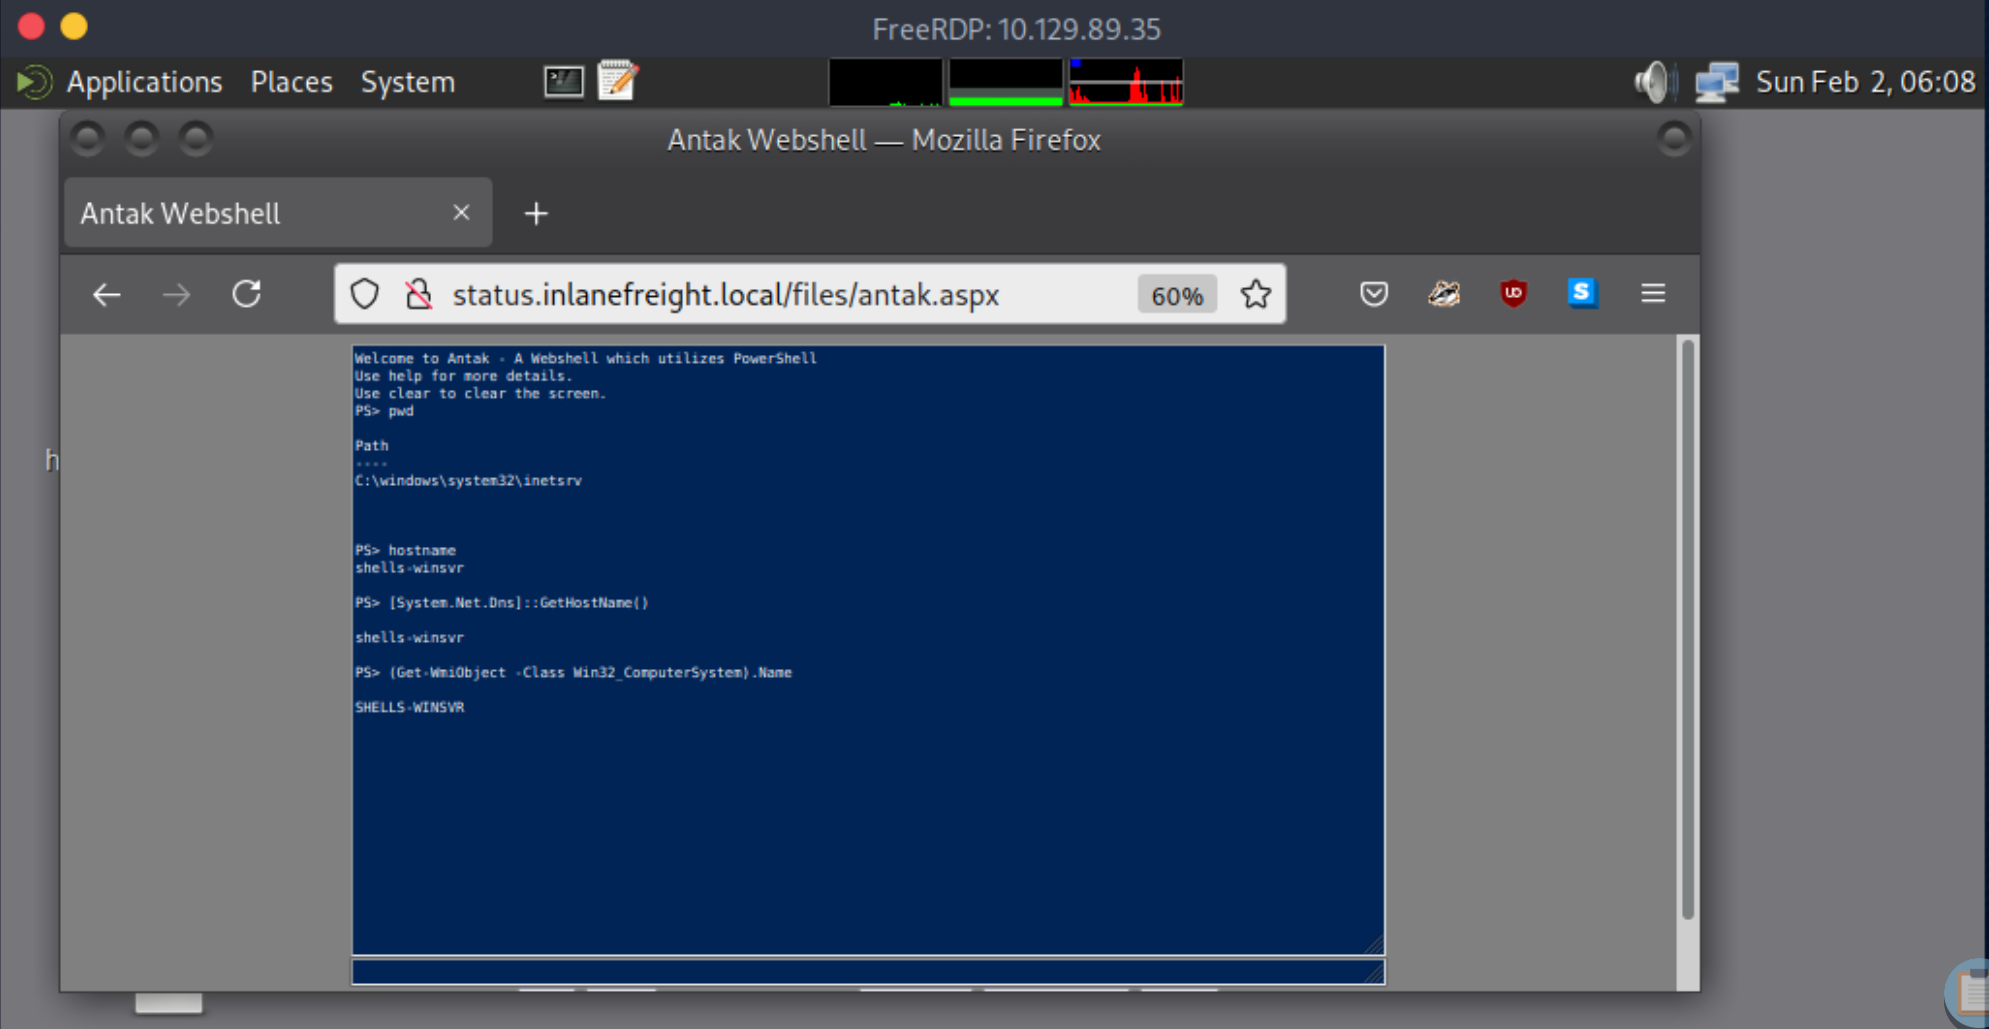 FreeRDP: 10.129.89.35
Applications Places System
Sun Feb 2, 06:08
Antak Webshell — Mozilla Firefox
Antak Webshell
status.inlanefreight.local/files/antak.aspx
60%
Welcome to Antak - A Webshell which utilizes PowerShell
Use help for more details.
Use clear to clear the screen.
PS> pwd
Path
----
C:\windows\system32\inetsrv
PS> hostname
shells-winsvr
PS> [System.Net.Dns]::GetHostName()
shells-winsvr
PS> (Get-WmiObject -Class Win32_ComputerSystem).Name
SHELLS-WINSVR
h